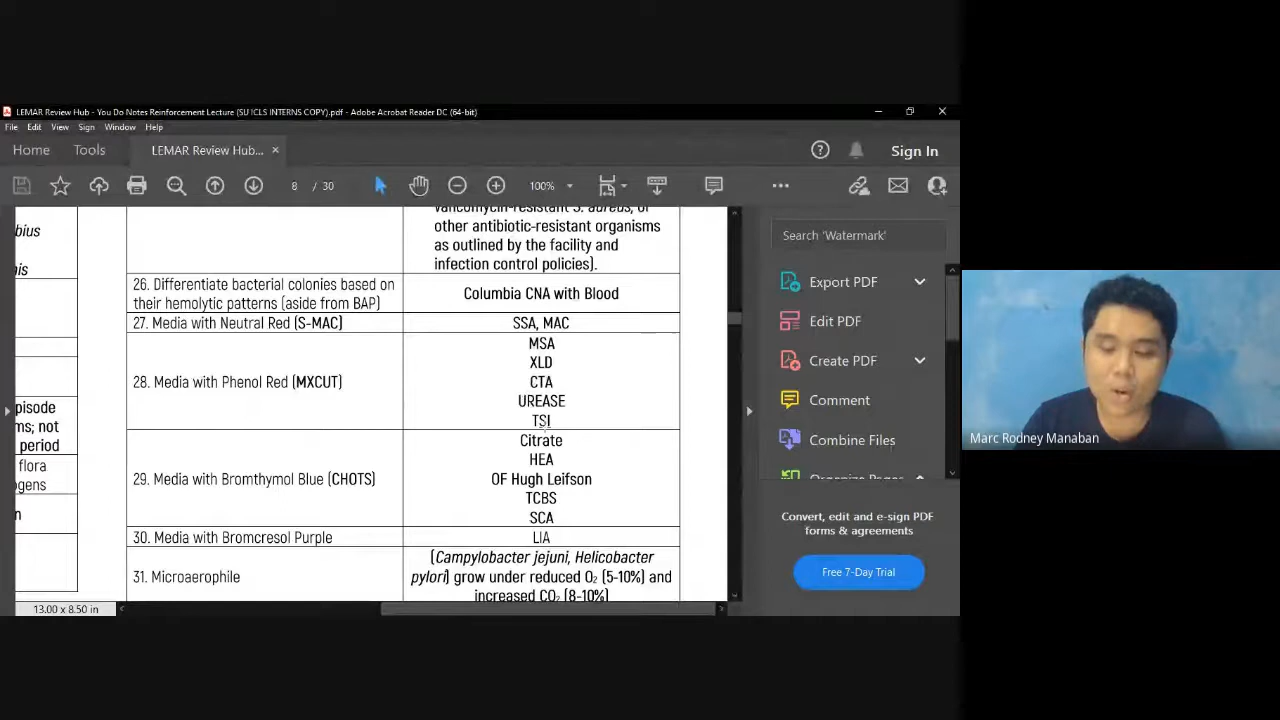 LEMAR Review Hub - You Do Notes Reinforcement Lecture (SU ICLS INTERNS COPY).pdf - Adobe Acrobat Reader DC (64-bit)
File Edit View Sign Window Help
Home Tools LEMAR Review Hub... × Sign In
8 / 30 100%
bius
is
pisode
ms; not
period
flora
ogens
n
vancomycin-resistant S. aureus, or
other antibiotic-resistant organisms
as outlined by the facility and
infection control policies).
26. Differentiate bacterial colonies based on
their hemolytic patterns (aside from BAP)
Columbia CNA with Blood
27. Media with Neutral Red (S-MAC)
SSA, MAC
28. Media with Phenol Red (MXCUT)
MSA
XLD
CTA
UREASE
TSI
29. Media with Bromthymol Blue (CHOTS)
Citrate
HEA
OF Hugh Leifson
TCBS
SCA
30. Media with Bromcresol Purple
LIA
31. Microaerophile
(Campylobacter jejuni, Helicobacter
pylori) grow under reduced O₂ (5-10%) and
increased CO₂ (8-10%)
13.00 x 8.50 in
Search 'Watermark'
Export PDF
Edit PDF
Create PDF
Comment
Combine Files
Organize Pages
Convert, edit and e-sign PDF
forms & agreements
Free 7-Day Trial
Marc Rodney Manaban